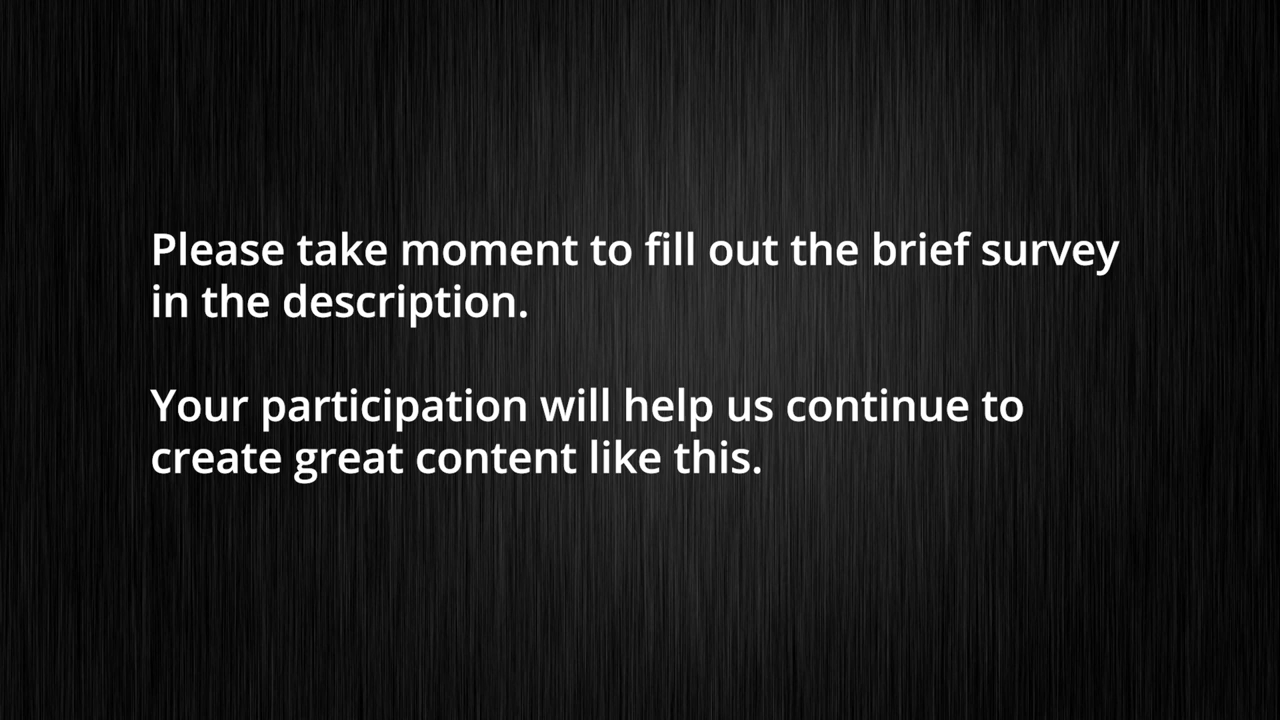 Please take moment to fill out the brief survey
in the description.
Your participation will help us continue to
create great content like this.